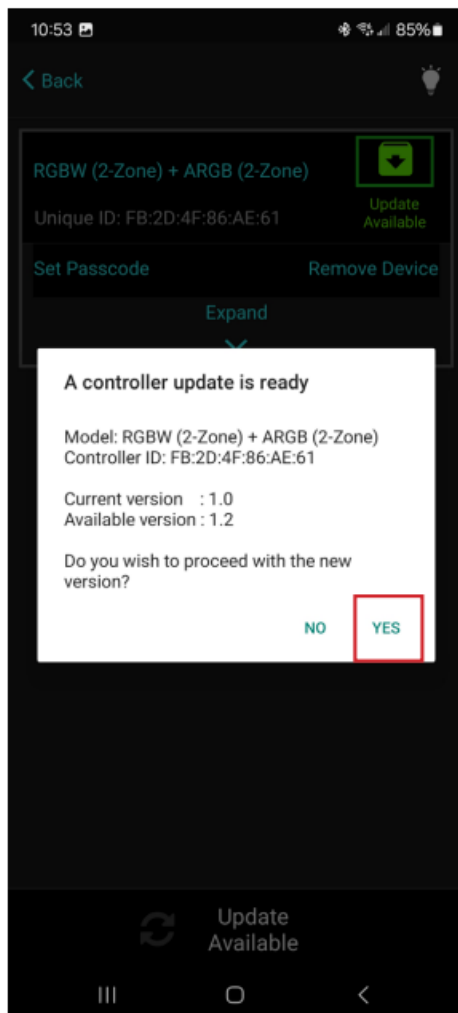 10:53 85%
Back
RGBW (2-Zone) + ARGB (2-Zone)
Unique ID: FB:2D:4F:86:AE:61
Update
Available
Set Passcode Remove Device
Expand
A controller update is ready
Model: RGBW (2-Zone) + ARGB (2-Zone)
Controller ID: FB:2D:4F:86:AE:61
Current version : 1.0
Available version : 1.2
Do you wish to proceed with the new
version?
NO YES
Update
Available